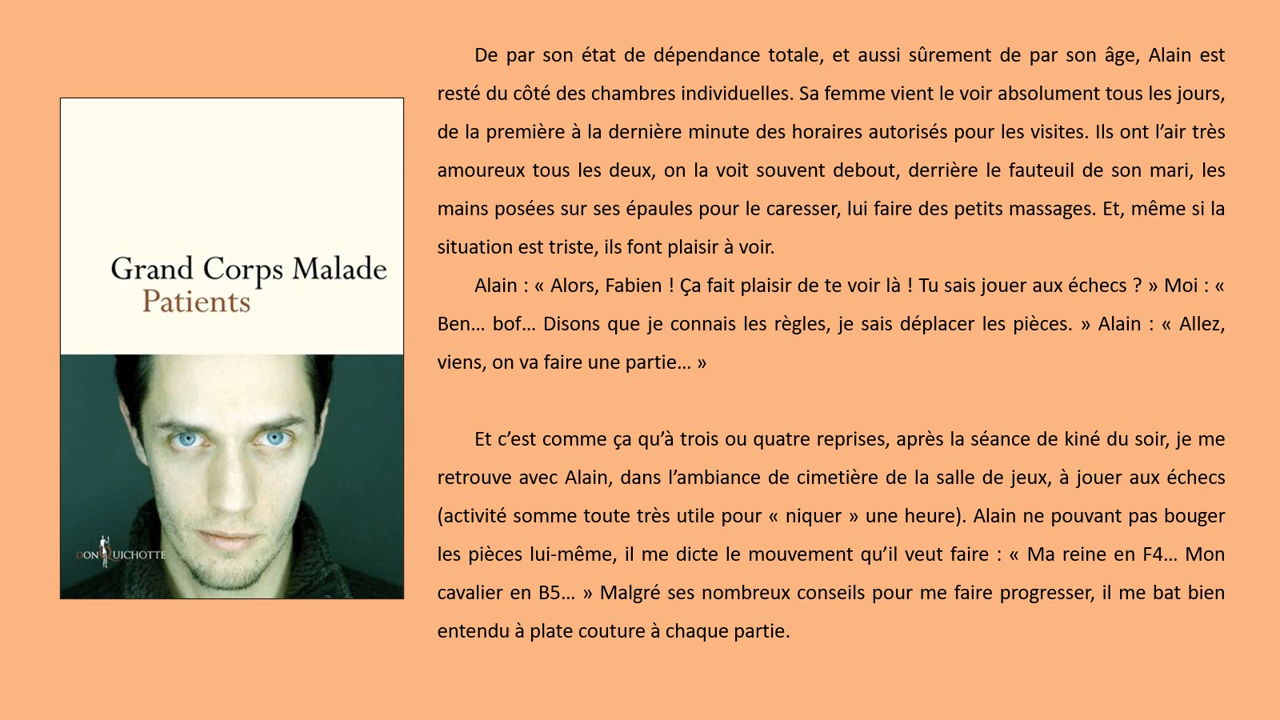 Grand Corps Malade
Patients
DON QUICHOTTE
De par son état de dépendance totale, et aussi sûrement de par son âge, Alain est
resté du côté des chambres individuelles. Sa femme vient le voir absolument tous les jours,
de la première à la dernière minute des horaires autorisés pour les visites. Ils ont l’air très
amoureux tous les deux, on la voit souvent debout, derrière le fauteuil de son mari, les
mains posées sur ses épaules pour le caresser, lui faire des petits massages. Et, même si la
situation est triste, ils font plaisir à voir.
Alain : « Alors, Fabien ! Ça fait plaisir de te voir là ! Tu sais jouer aux échecs ? » Moi : «
Ben… bof… Disons que je connais les règles, je sais déplacer les pièces. » Alain : « Allez,
viens, on va faire une partie… »
Et c’est comme ça qu’à trois ou quatre reprises, après la séance de kiné du soir, je me
retrouve avec Alain, dans l’ambiance de cimetière de la salle de jeux, à jouer aux échecs
(activité somme toute très utile pour « niquer » une heure). Alain ne pouvant pas bouger
les pièces lui-même, il me dicte le mouvement qu’il veut faire : « Ma reine en F4… Mon
cavalier en B5… » Malgré ses nombreux conseils pour me faire progresser, il me bat bien
entendu à plate couture à chaque partie.